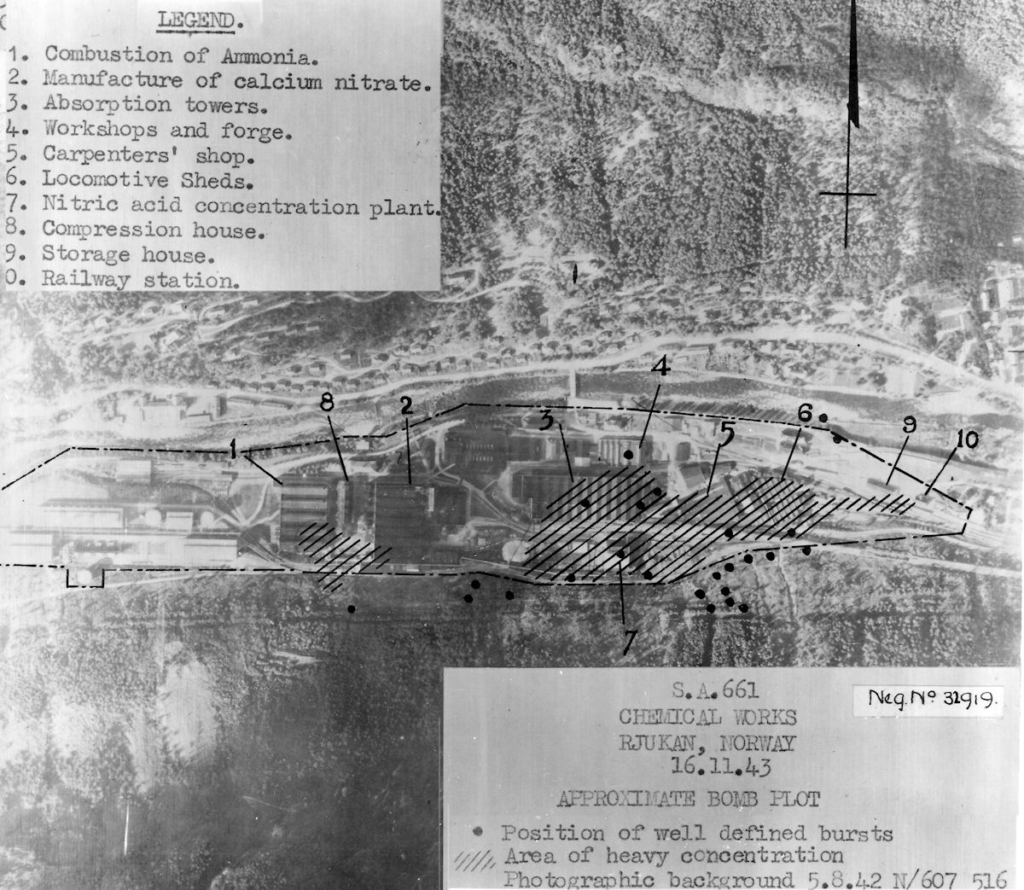 LEGEND.
1. Combustion of Ammonia.
2. Manufacture of calcium nitrate.
3. Absorption towers.
4. Workshops and forge.
5. Carpenters' shop.
6. Locomotive Sheds.
7. Nitric acid concentration plant.
8. Compression house.
9. Storage house.
0. Railway station.
4
8
2
3
5
6
9
10
1
7
S.A.661
Neg. Nº 32919.
CHEMICAL WORKS
RJUKAN, NORWAY
16.11.43
APPROXIMATE BOMB PLOT
Position of well defined bursts
Area of heavy concentration
Photographic background 5.8.42 N/607 516